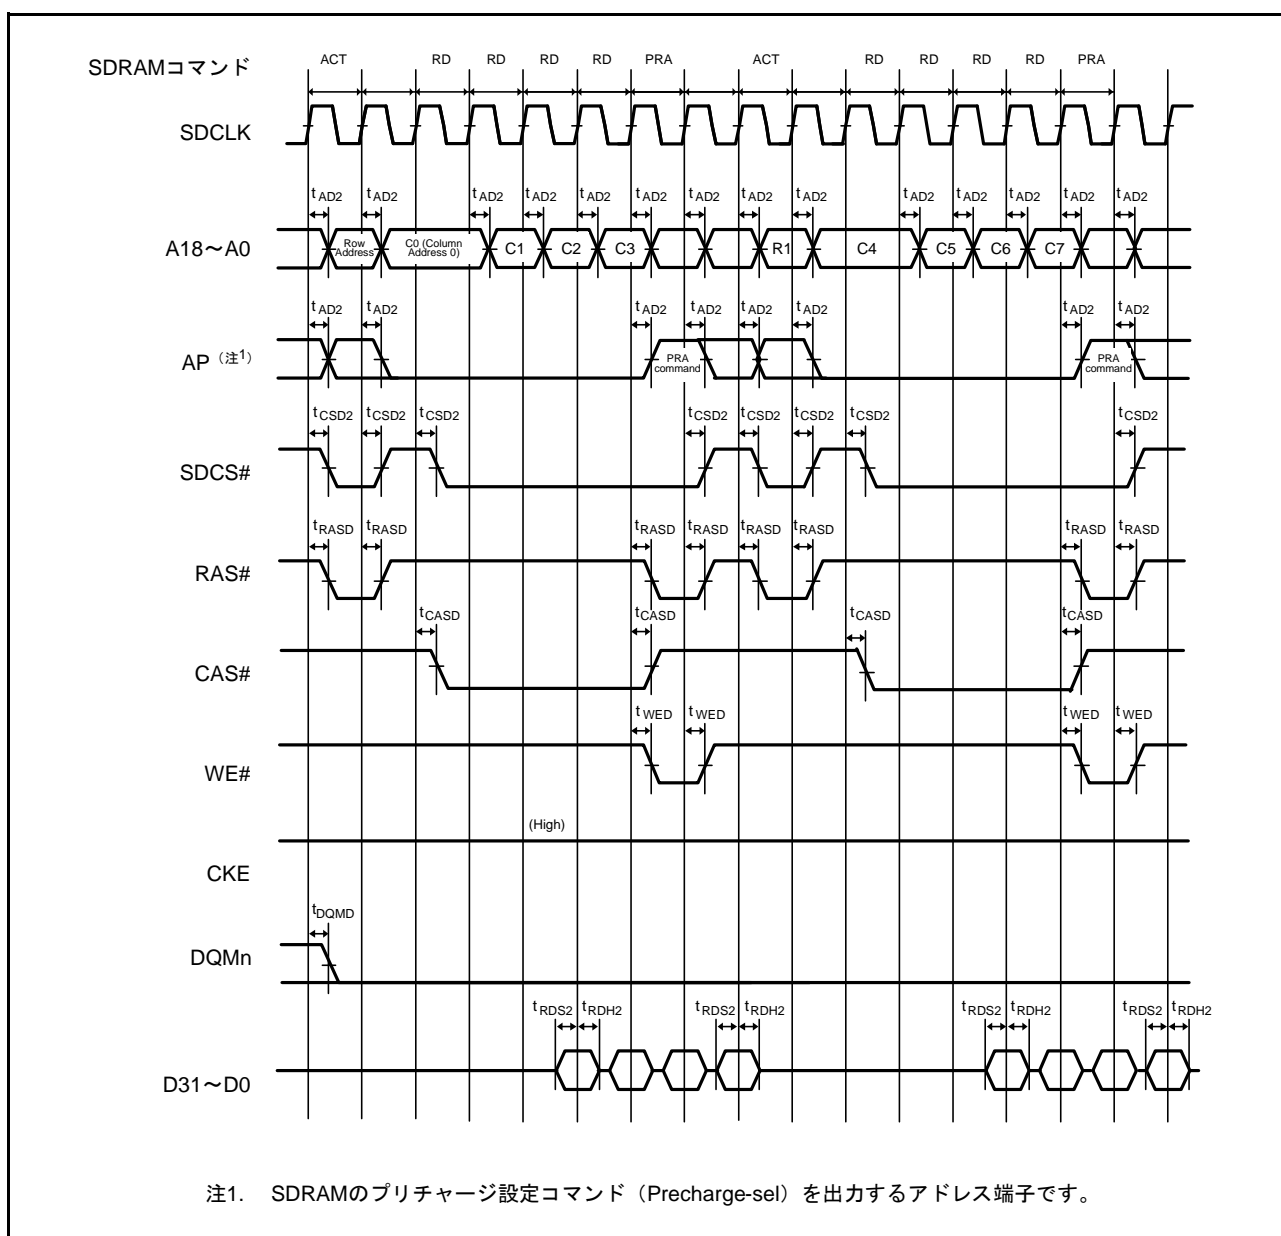 SDRAMコマンド ACT RD RD RD RD PRA ACT RD RD RD RD PRA
SDCLK
tAD2 tAD2 tAD2 tAD2 tAD2 tAD2 tAD2 tAD2 tAD2 tAD2 tAD2 tAD2 tAD2 tAD2
A18～A0 Row Address C0 (Column Address 0) C1 C2 C3 R1 C4 C5 C6 C7
tAD2 tAD2 tAD2 tAD2 tAD2 tAD2 tAD2 tAD2
AP（注1） PRA command PRA command
tCSD2 tCSD2 tCSD2 tCSD2 tCSD2 tCSD2 tCSD2 tCSD2
SDCS#
tRASD tRASD tRASD tRASD tRASD tRASD tRASD tRASD
RAS#
tCASD tCASD tCASD tCASD
CAS#
tWED tWED tWED tWED
WE#
(High)
CKE
tDQMD
DQMn
tRDS2 tRDH2 tRDS2 tRDH2 tRDS2 tRDH2 tRDS2 tRDH2
D31～D0
注1. SDRAMのプリチャージ設定コマンド（Precharge-sel）を出力するアドレス端子です。